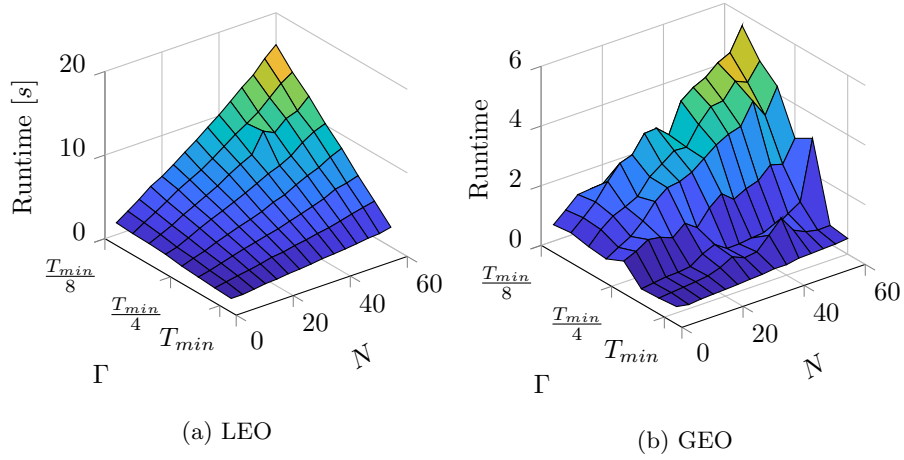 Runtime [s]
20
10
0
T_min/8
T_min/4
T_min
Γ
0
20
40
60
N
(a) LEO
Runtime
6
4
2
0
T_min/8
T_min/4
T_min
Γ
0
20
40
60
N
(b) GEO